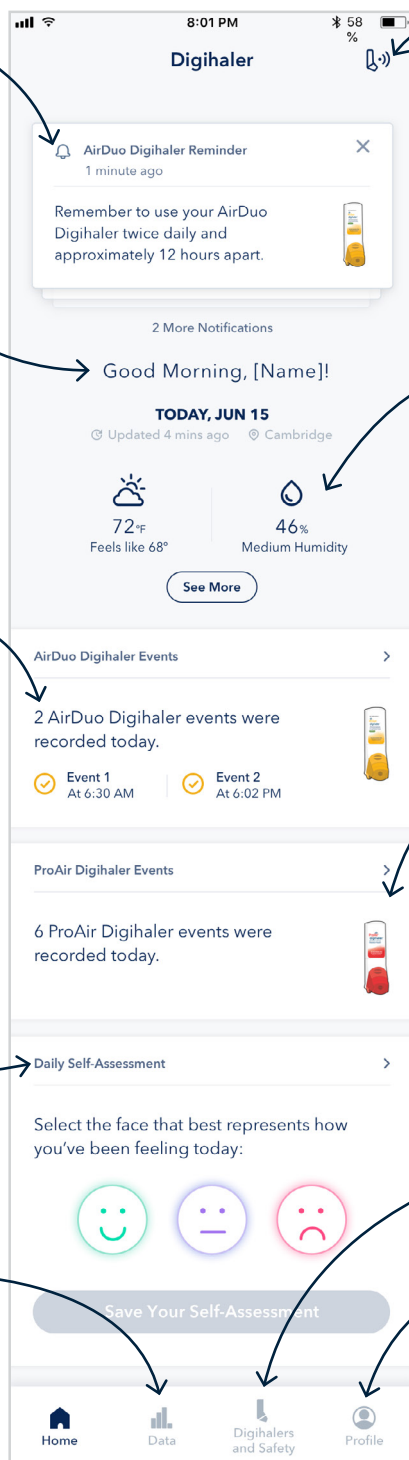 8:01 PM
58
%
Digihaler
AirDuo Digihaler Reminder
1 minute ago
Remember to use your AirDuo
Digihaler twice daily and
approximately 12 hours apart.
2 More Notifications
Good Morning, [Name]!
TODAY, JUN 15
Updated 4 mins ago Cambridge
72°F 46%
Feels like 68° Medium Humidity
See More
AirDuo Digihaler Events
2 AirDuo Digihaler events were
recorded today.
Event 1 Event 2
At 6:30 AM At 6:02 PM
ProAir Digihaler Events
6 ProAir Digihaler events were
recorded today.
Daily Self-Assessment
Select the face that best represents how
you’ve been feeling today:
Save Your Self-Assessment
Home Data Digihalers
and Safety Profile